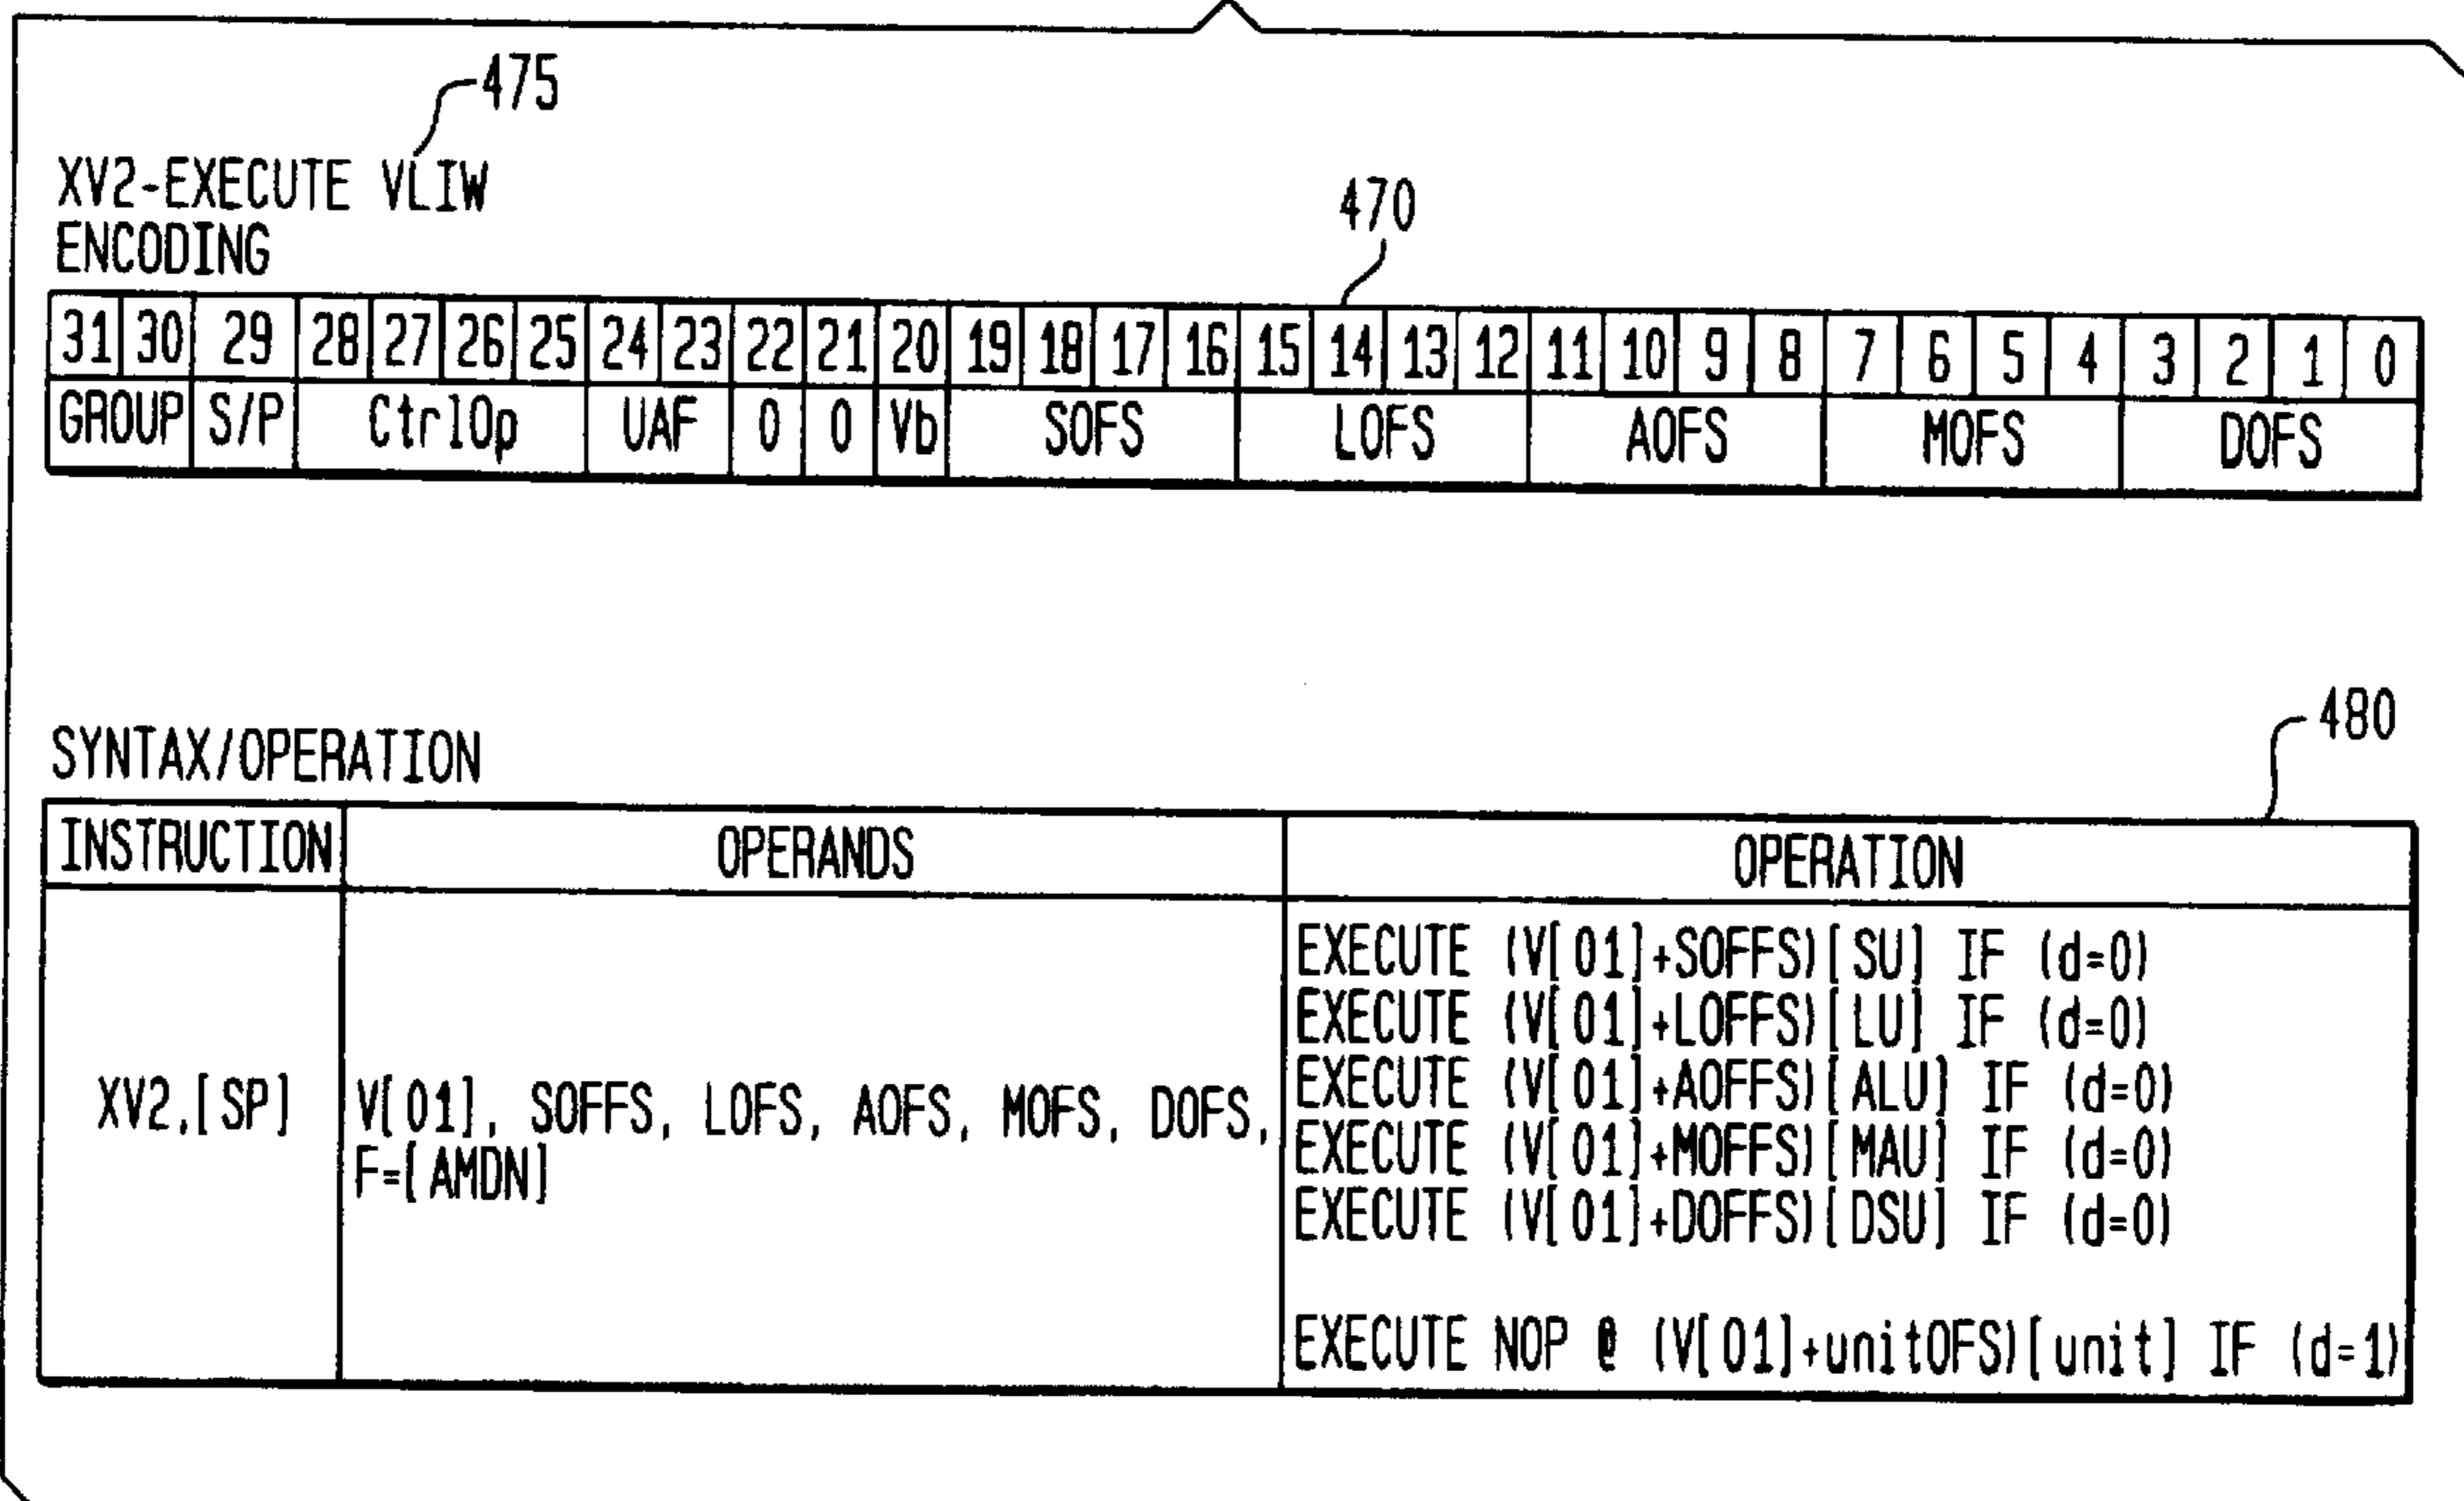 475
XV2-EXECUTE VLIW
ENCODING
470
31 30 29 28 27 26 25 24 23 22 21 20 19 18 17 16 15 14 13 12 11 10 9 8 7 6 5 4 3 2 1 0
GROUP S/P CtrlOp UAF 0 0 Vb SOFS LOFS AOFS MOFS DOFS
480
SYNTAX/OPERATION
INSTRUCTION OPERANDS OPERATION
XV2.[SP]
V[01], SOFFS, LOFS, AOFS, MOFS, DOFS,
F=[AMDN]
EXECUTE (V[01]+SOFFS)[SU] IF (d=0)
EXECUTE (V[01]+LOFFS)[LU] IF (d=0)
EXECUTE (V[01]+AOFFS)[ALU] IF (d=0)
EXECUTE (V[01]+MOFFS)[MAU] IF (d=0)
EXECUTE (V[01]+DOFFS)[DSU] IF (d=0)
EXECUTE NOP @ (V[01]+unitOFS)[unit] IF (d=1)